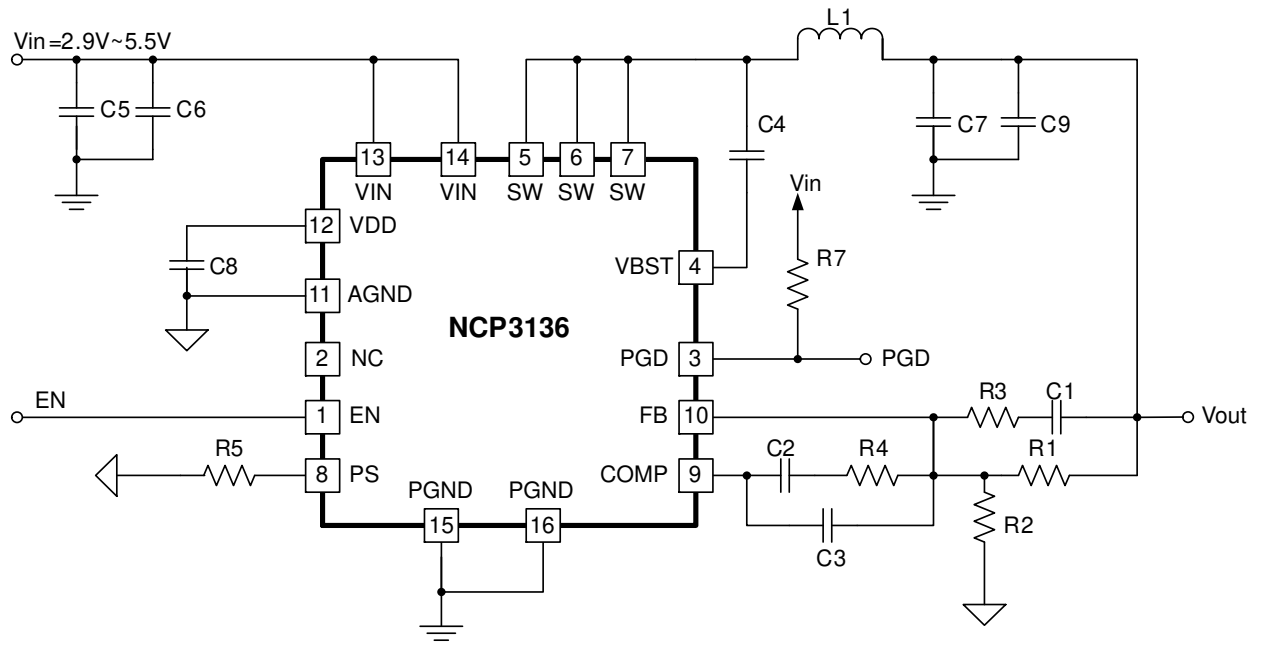 L1
Vin=2.9V~5.5V
C5
C6
C4
C7
C9
13
14
5
6
7
VIN
VIN
SW
SW
SW
Vin
12
VDD
R7
C8
VBST
4
11
AGND
NCP3136
2
NC
PGD
3
PGD
EN
R3
C1
1
EN
FB
10
Vout
R5
C2
R4
R1
8
PS
COMP
9
PGND
PGND
15
16
R2
C3